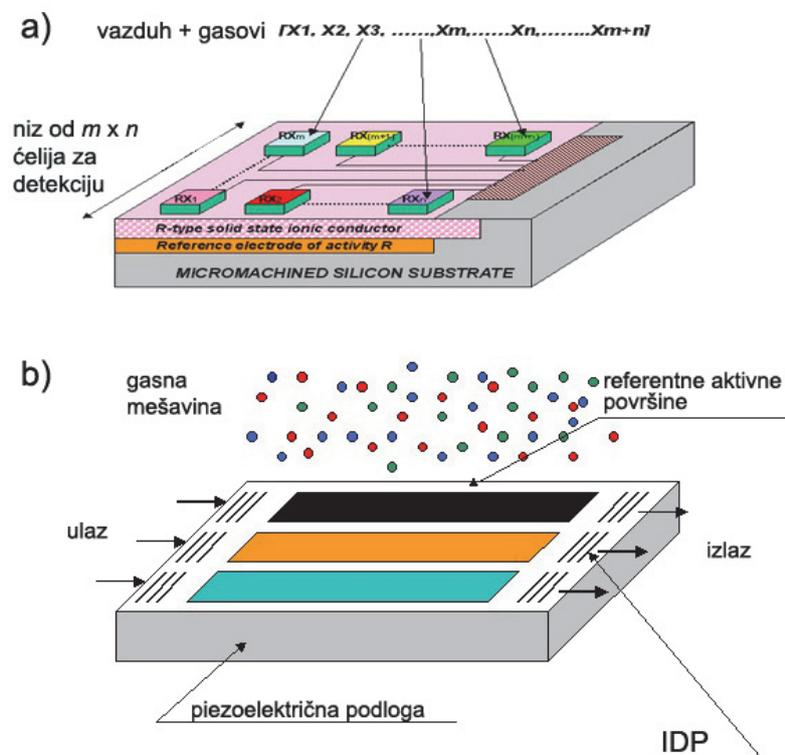 a)
vazduh + gasovi [X1, X2, X3, ......,Xm,......Xn,........Xm+n]
niz od m x n
ćelija za
detekciju
RXm RX(m+1)
RX1 RX2 RXn
R-type solid state ionic conductor
Reference electrode of activity R
MICROMACHINED SILICON SUBSTRATE
b)
gasna
mešavina
referentne aktivne
površine
ulaz
izlaz
piezoelektrična podloga
IDP